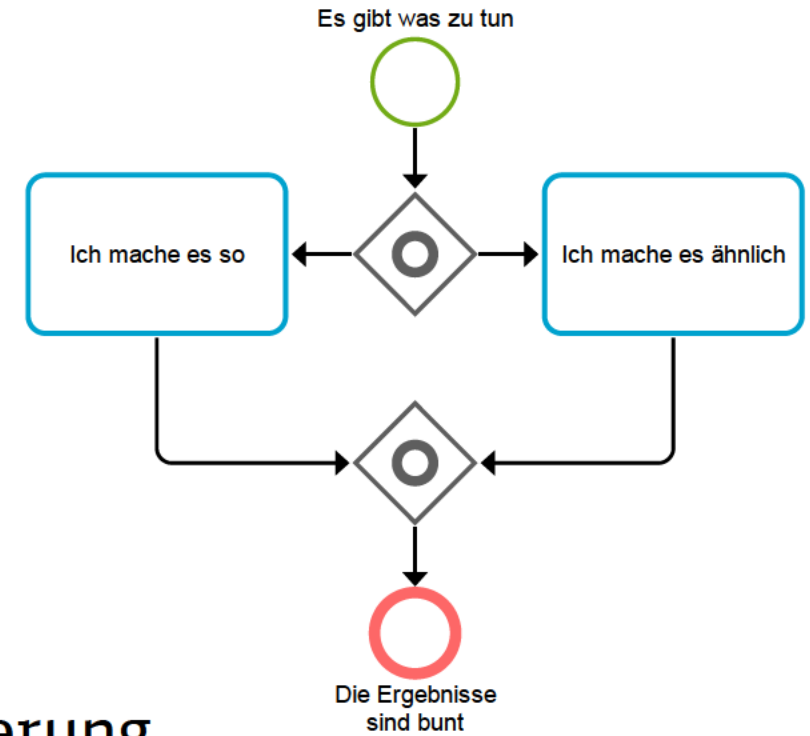 Es gibt was zu tun
Ich mache es so
Ich mache es ähnlich
Die Ergebnisse
sind bunt